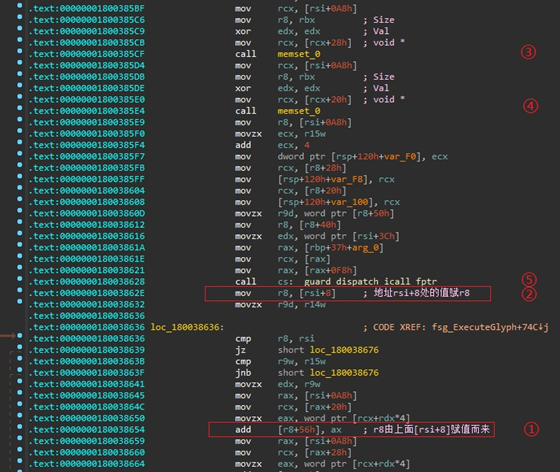 .text:00000001800385BF mov rcx, [rsi+0A8h]
.text:00000001800385C6 mov r8, rbx ; Size
.text:00000001800385C9 xor edx, edx ; Val
.text:00000001800385CB mov rcx, [rcx+28h] ; void *
.text:00000001800385CF call memset_0 ③
.text:00000001800385D4 mov rcx, [rsi+0A8h]
.text:00000001800385DB mov r8, rbx ; Size
.text:00000001800385DE xor edx, edx ; Val
.text:00000001800385E0 mov rcx, [rcx+20h] ; void *
.text:00000001800385E4 call memset_0 ④
.text:00000001800385E9 mov r8, [rsi+0A8h]
.text:00000001800385F0 movzx ecx, r15w
.text:00000001800385F4 add ecx, 4
.text:00000001800385F7 mov dword ptr [rsp+120h+var_F0], ecx
.text:00000001800385FB mov rcx, [r8+28h]
.text:00000001800385FF mov [rsp+120h+var_F8], rcx
.text:0000000180038604 mov rcx, [r8+20h]
.text:0000000180038608 mov [rsp+120h+var_100], rcx
.text:000000018003860D movzx r9d, word ptr [r8+50h]
.text:0000000180038612 mov r8, [r8+40h]
.text:0000000180038616 movzx edx, word ptr [rsi+3Ch]
.text:000000018003861A mov rax, [rbp+37h+arg_0]
.text:000000018003861E mov rcx, [rax]
.text:0000000180038621 mov rax, [rax+0F8h]
.text:0000000180038628 call cs:__guard_dispatch_icall_fptr ⑤
.text:000000018003862E mov r8, [rsi+8] ; 地址rsi+8处的值赋r8 ②
.text:0000000180038632 movzx r9d, r14w
.text:0000000180038636
.text:0000000180038636 loc_180038636: ; CODE XREF: fsg_ExecuteGlyph+74C↓j
.text:0000000180038636 cmp r8, rsi
.text:0000000180038639 jz short loc_180038676
.text:000000018003863B cmp r9w, r15w
.text:000000018003863F jnb short loc_180038676
.text:0000000180038641 movzx edx, r9w
.text:0000000180038645 mov rax, [rsi+0A8h]
.text:000000018003864C mov rcx, [rax+20h]
.text:0000000180038650 movzx eax, word ptr [rcx+rdx*4]
.text:0000000180038654 add [r8+56h], ax ; r8由上面[rsi+8]赋值而来 ①
.text:0000000180038659 mov rax, [rsi+0A8h]
.text:0000000180038660 mov rcx, [rax+28h]
.text:0000000180038664 movzx eax, word ptr [rcx+rdx*4]